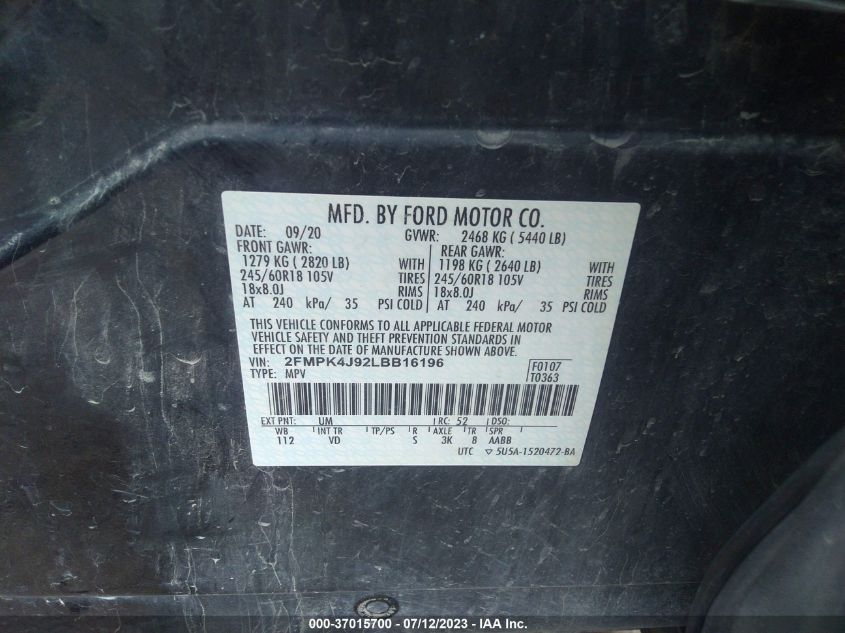 MFD. BY FORD MOTOR CO.
DATE: 09/20 GVWR: 2468 KG ( 5440 LB)
FRONT GAWR: REAR GAWR:
1279 KG ( 2820 LB) WITH 1198 KG ( 2640 LB) WITH
245/60R18 105V TIRES 245/60R18 105V TIRES
18x8.0J RIMS 18x8.0J RIMS
AT 240 kPa/ 35 PSI COLD AT 240 kPa/ 35 PSI COLD
THIS VEHICLE CONFORMS TO ALL APPLICABLE FEDERAL MOTOR
VEHICLE SAFETY AND THEFT PREVENTION STANDARDS IN
EFFECT ON THE DATE OF MANUFACTURE SHOWN ABOVE.
VIN: 2FMPK4J92LBB16196 F0107
TYPE: MPV T0363
EXT PNT: UM RC: 52 DSO:
WB INT TR TP/PS R AXLE TR SPR
112 VD S 3K 8 AABB
UTC ▽ 5U5A-1520472-BA
000-37015700 - 07/12/2023 - IAA Inc.